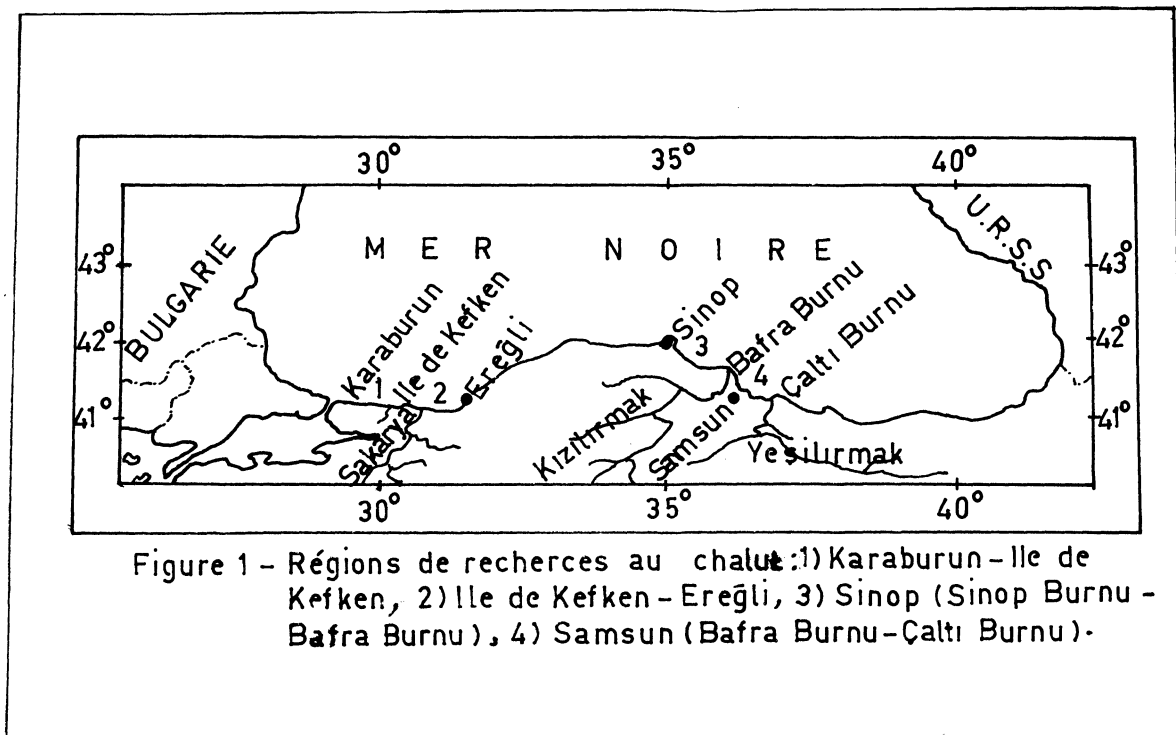 30° 35° 40°
MER NOIRE
U.R.S.S
BULGARIE
43° 43°
42° 42°
41° 41°
Karaburun
Ile de Kefken
Ereğli
Sinop
Bafra Burnu
Çaltı Burnu
1 2 3 4
Sakarya
Kızılırmak
Samsun
Yeşilırmak
30° 35° 40°
Figure 1 - Régions de recherces au chalut:1) Karaburun-Ile de
Kefken, 2) Ile de Kefken - Ereğli, 3) Sinop (Sinop Burnu -
Bafra Burnu), 4) Samsun (Bafra Burnu-Çaltı Burnu).